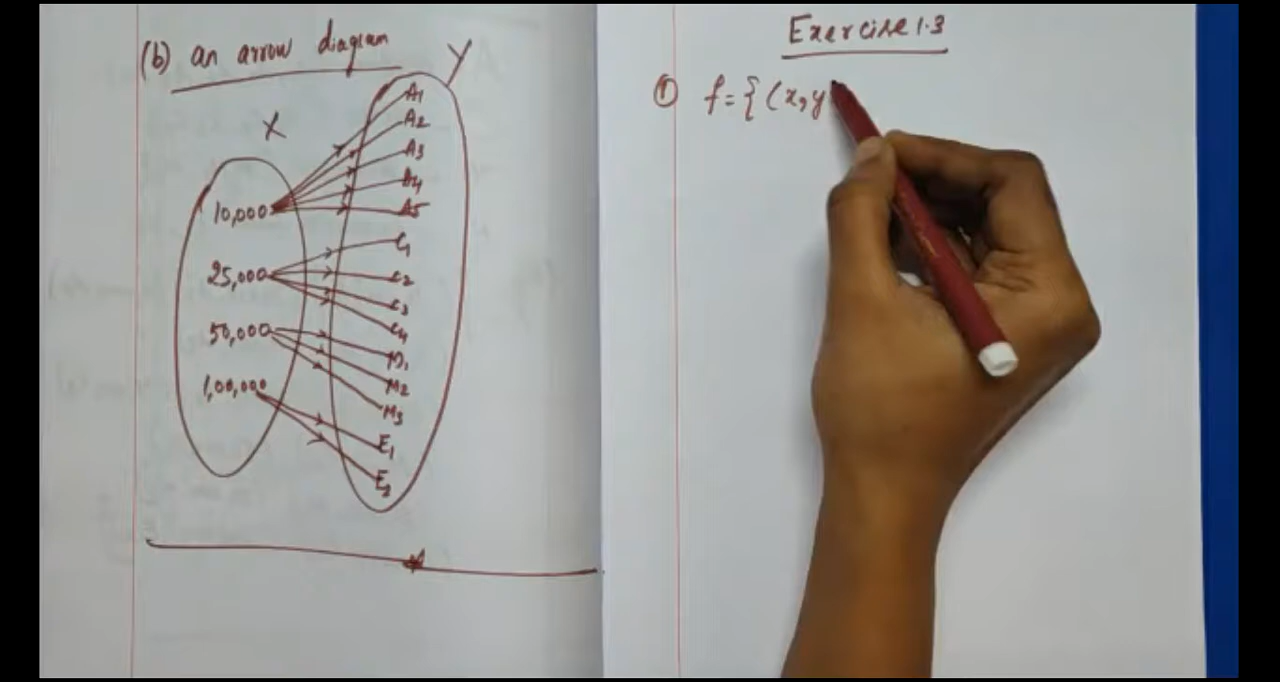 (b) an arrow diagram
X
Y
10,000
25,000
50,000
1,00,000
A1
A2
A3
A4
A5
C1
C2
C3
C4
M1
M2
M3
E1
E2
Exercise 1.3
① f = { (x, y